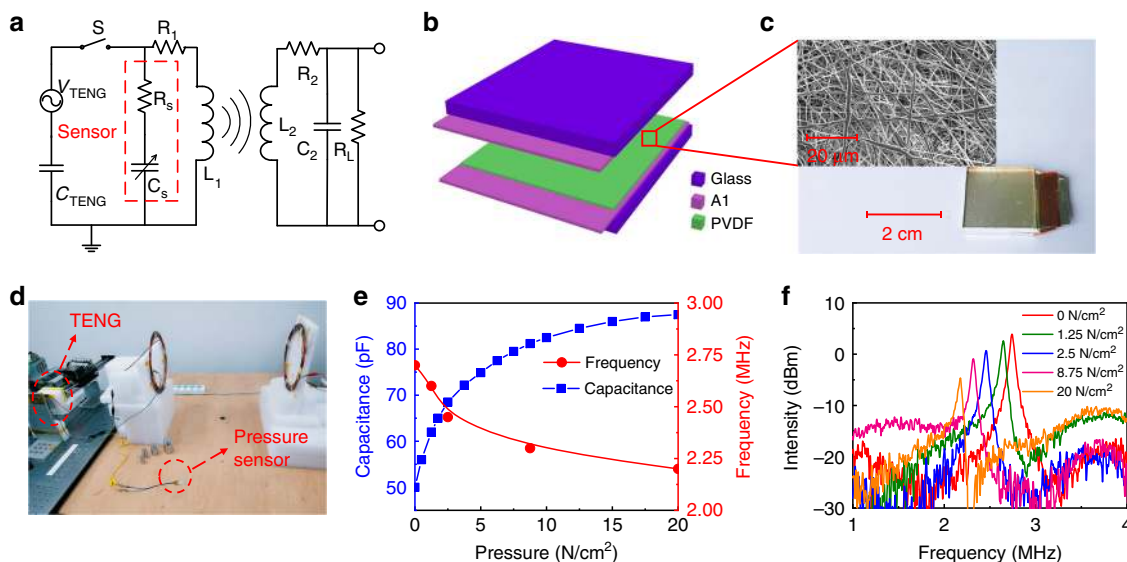 a
S
R1
VTENG
Rs
Sensor
Cs
CTENG
L1
R2
L2
C2
RL
b
Glass
A1
PVDF
c
20 μm
2 cm
d
TENG
Pressure
sensor
e
Capacitance (pF)
90
80
70
60
50
Frequency
Capacitance
3.00
2.75
2.50
2.25
2.00
Frequency (MHz)
0
5
10
15
20
Pressure (N/cm²)
f
Intensity (dBm)
10
0
−10
−20
−30
0 N/cm²
1.25 N/cm²
2.5 N/cm²
8.75 N/cm²
20 N/cm²
1
2
3
4
Frequency (MHz)